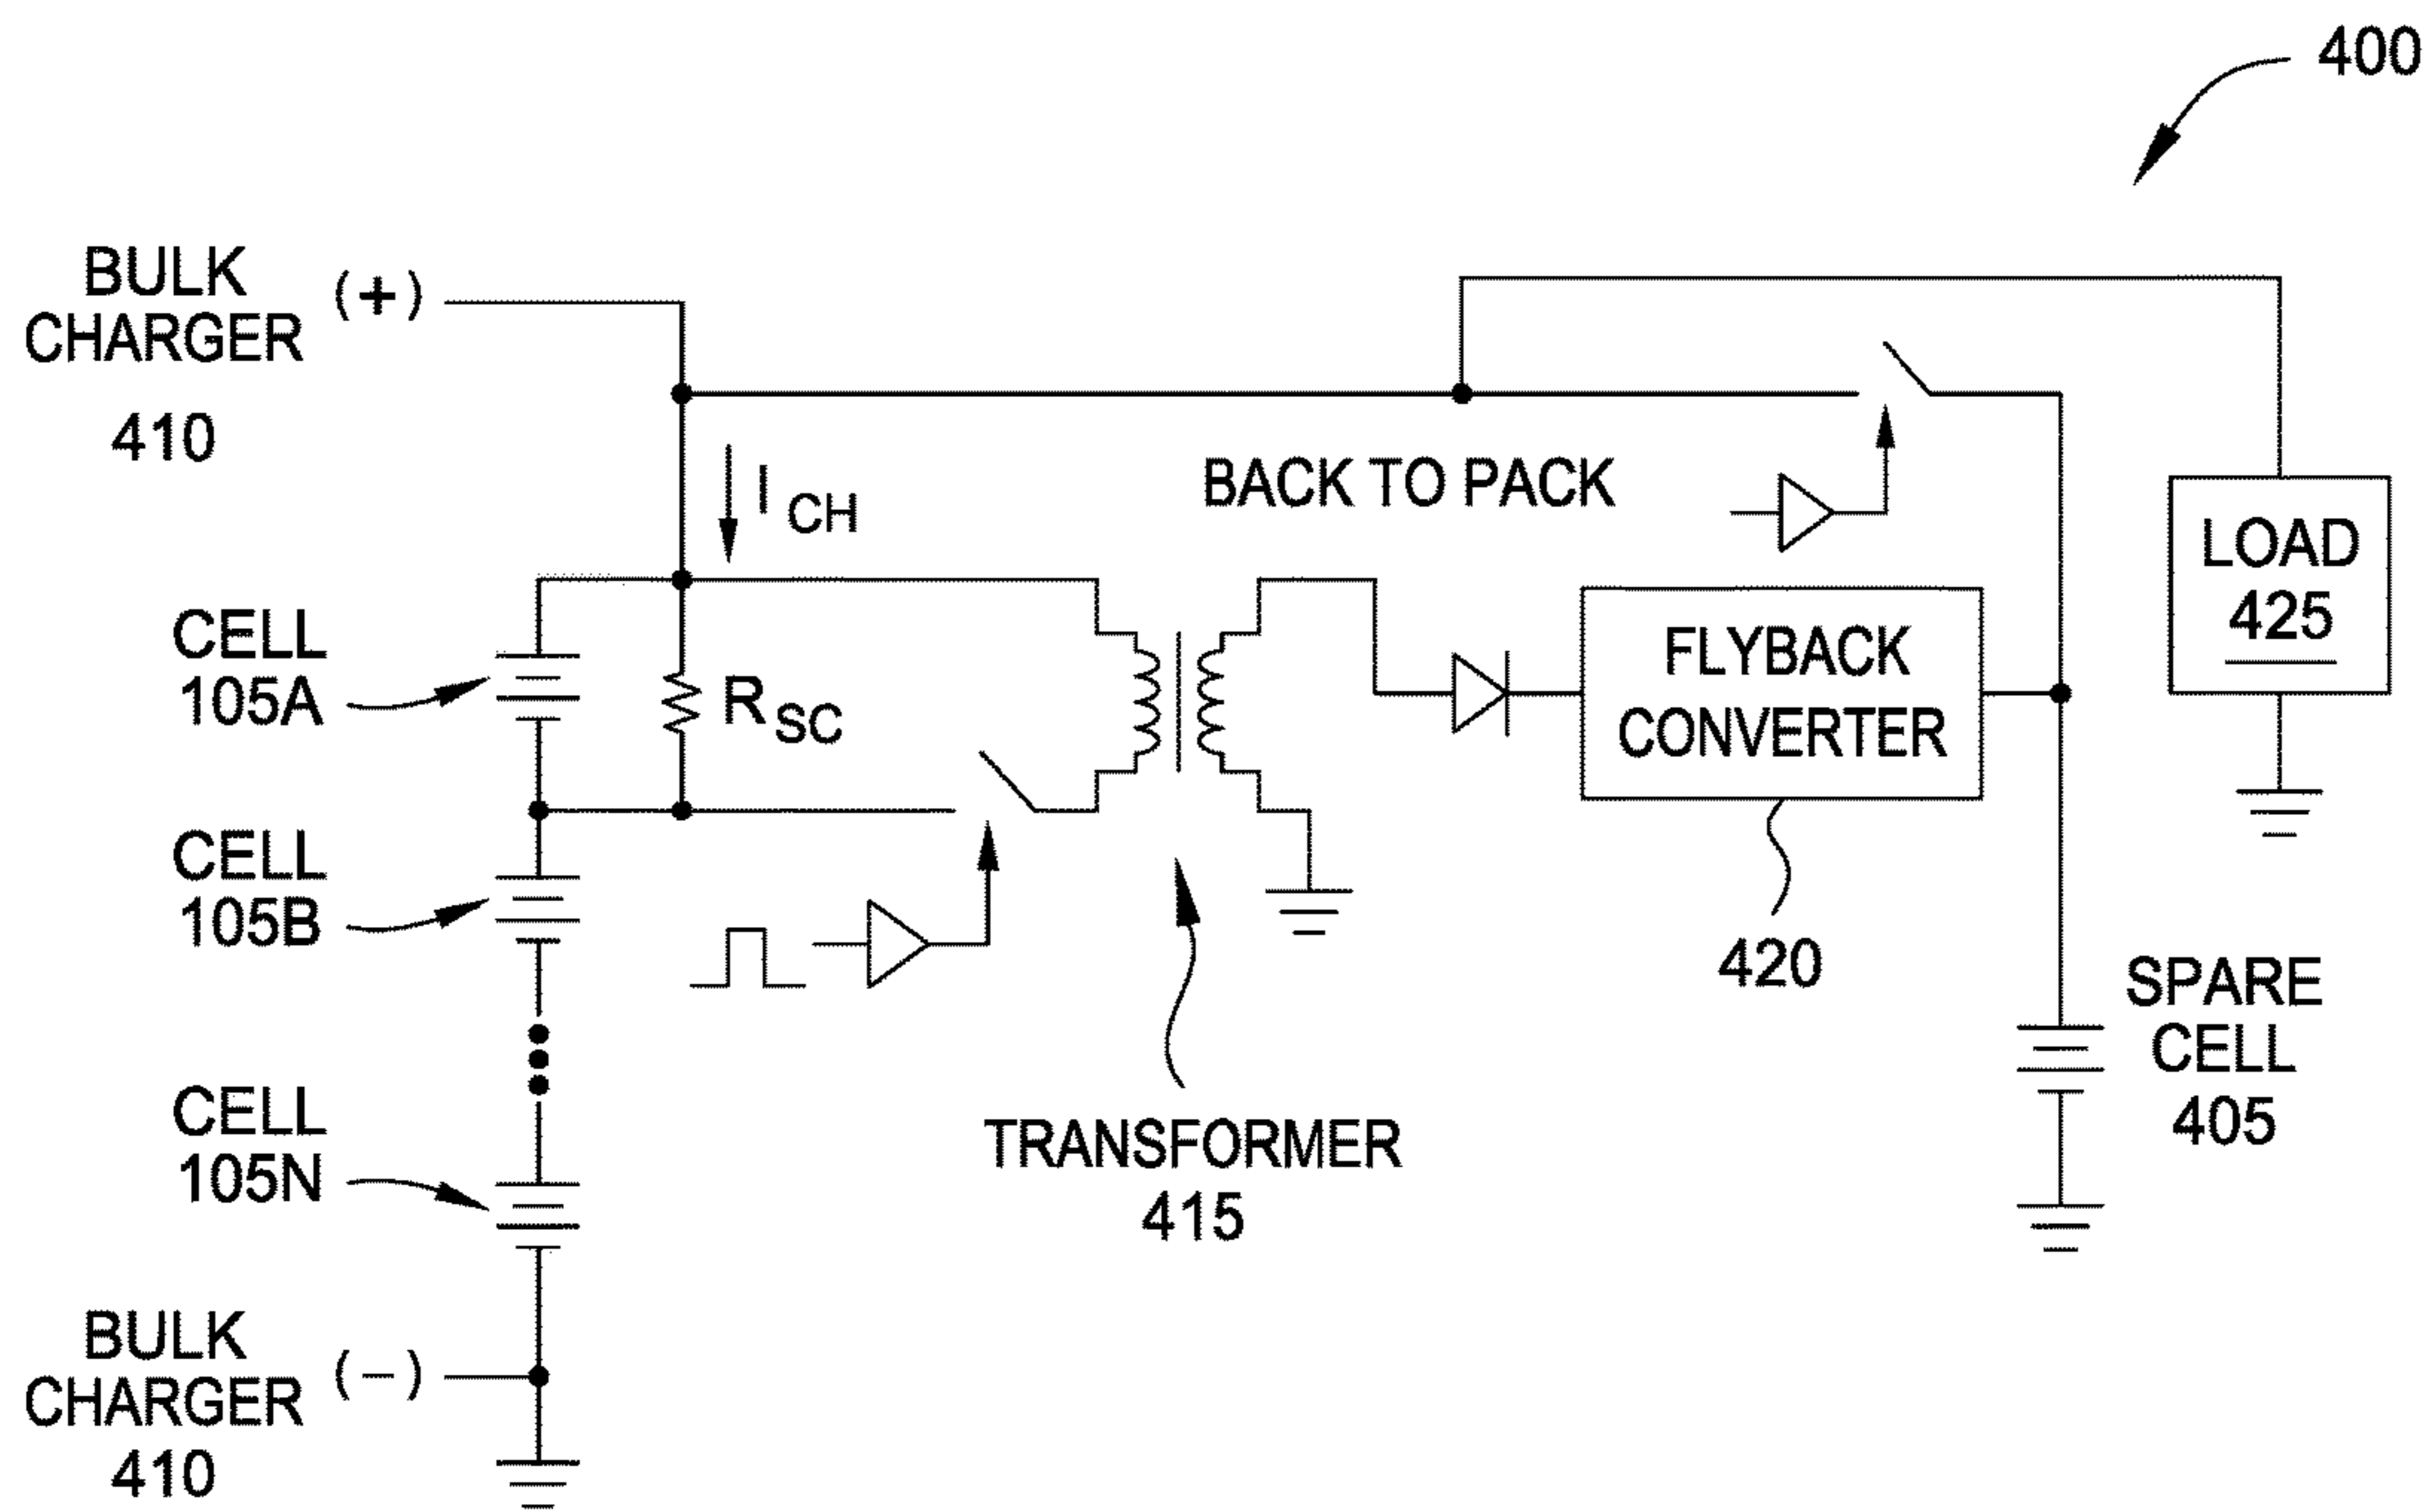 400
BULK
CHARGER
(+)
410
I CH
BACK TO PACK
LOAD
425
CELL
105A
R SC
FLYBACK
CONVERTER
CELL
105B
420
SPARE
CELL
405
CELL
105N
TRANSFORMER
415
BULK
CHARGER
(−)
410